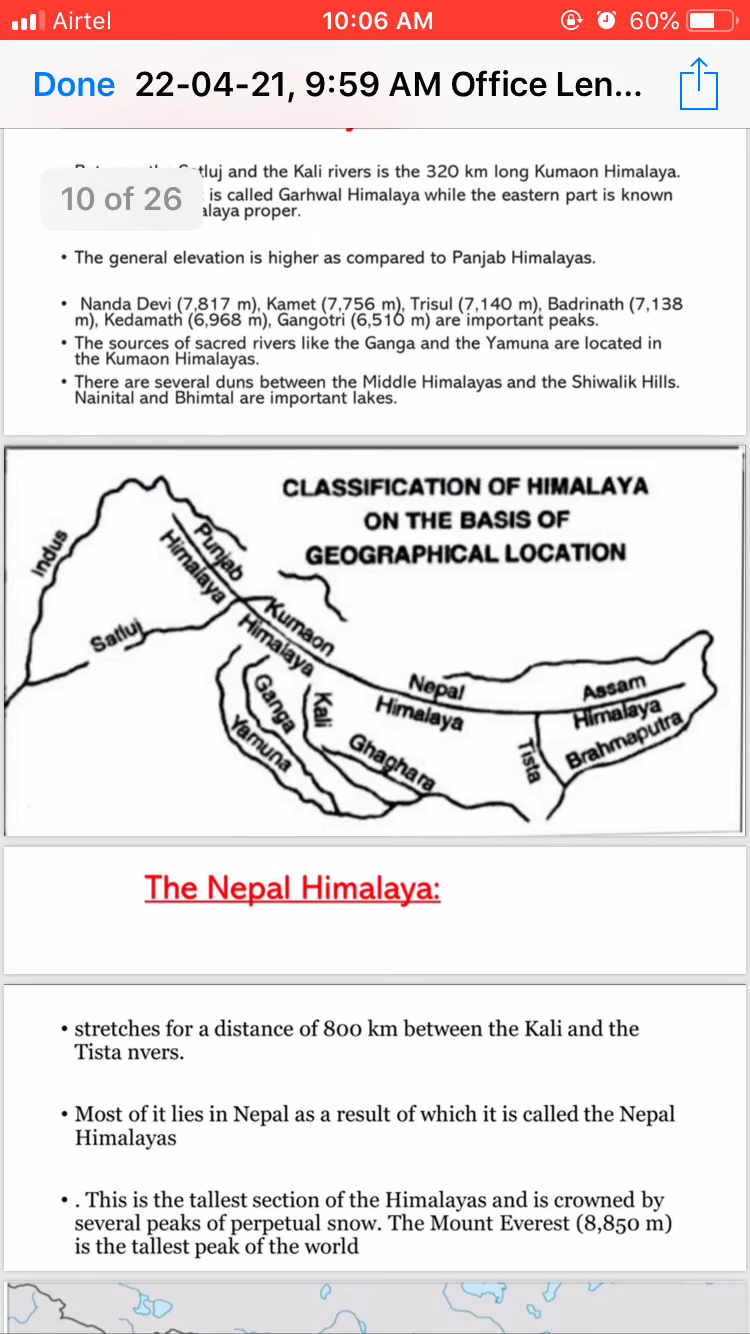 Airtel
10:06 AM
60%
Done 22-04-21, 9:59 AM Office Len...
tluj and the Kali rivers is the 320 km long Kumaon Himalaya.
10 of 26
is called Garhwal Himalaya while the eastern part is known
alaya proper.
• The general elevation is higher as compared to Panjab Himalayas.
• Nanda Devi (7,817 m), Kamet (7,756 m), Trisul (7,140 m), Badrinath (7,138
m), Kedamath (6,968 m), Gangotri (6,510 m) are important peaks.
• The sources of sacred rivers like the Ganga and the Yamuna are located in
the Kumaon Himalayas.
• There are several duns between the Middle Himalayas and the Shiwalik Hills.
Nainital and Bhimtal are important lakes.
CLASSIFICATION OF HIMALAYA
ON THE BASIS OF
GEOGRAPHICAL LOCATION
Indus
Punjab
Himalaya
Satluj
Kumaon
Himalaya
Ganga
Yamuna
Kali
Ghaghara
Nepal
Himalaya
Tista
Assam
Himalaya
Brahmaputra
The Nepal Himalaya:
• stretches for a distance of 800 km between the Kali and the
Tista nvers.
• Most of it lies in Nepal as a result of which it is called the Nepal
Himalayas
• . This is the tallest section of the Himalayas and is crowned by
several peaks of perpetual snow. The Mount Everest (8,850 m)
is the tallest peak of the world